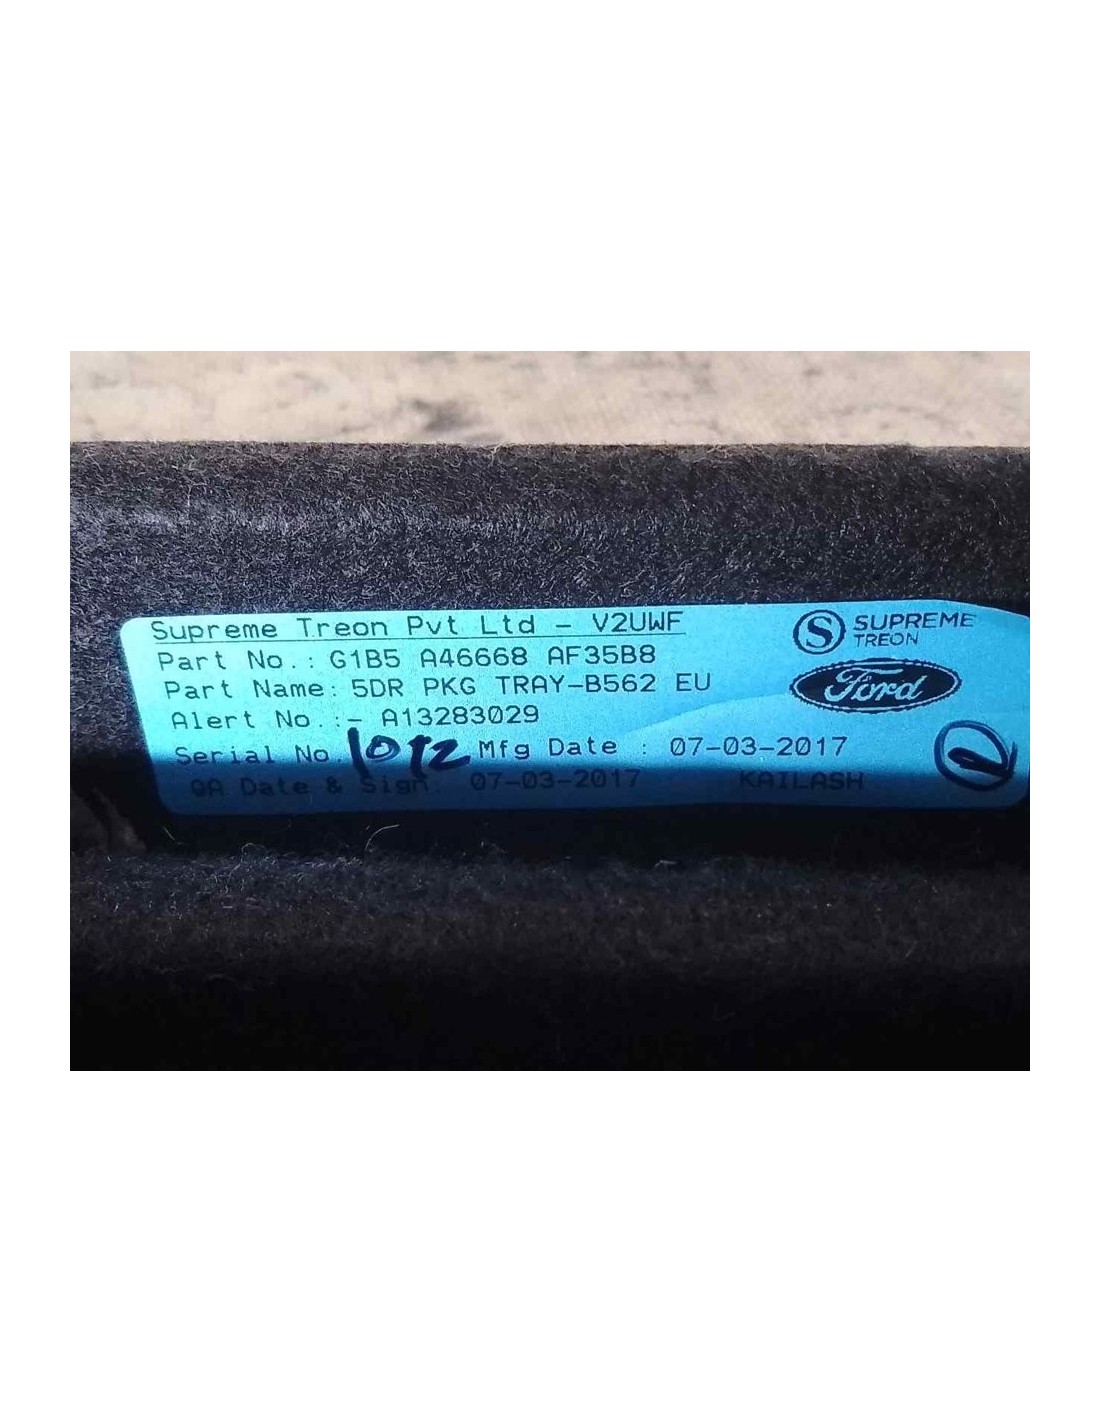 Supreme Treon Pvt Ltd - V2UWF
SUPREME
TREON
Part No.: G1B5 A46668 AF35B8
Part Name: 5DR PKG TRAY-B562 EU
Ford
Alert No.:- A13283029
Serial No. 1012 Mfg Date : 07-03-2017
QA Date & Sign: 07-03-2017 KAILASH